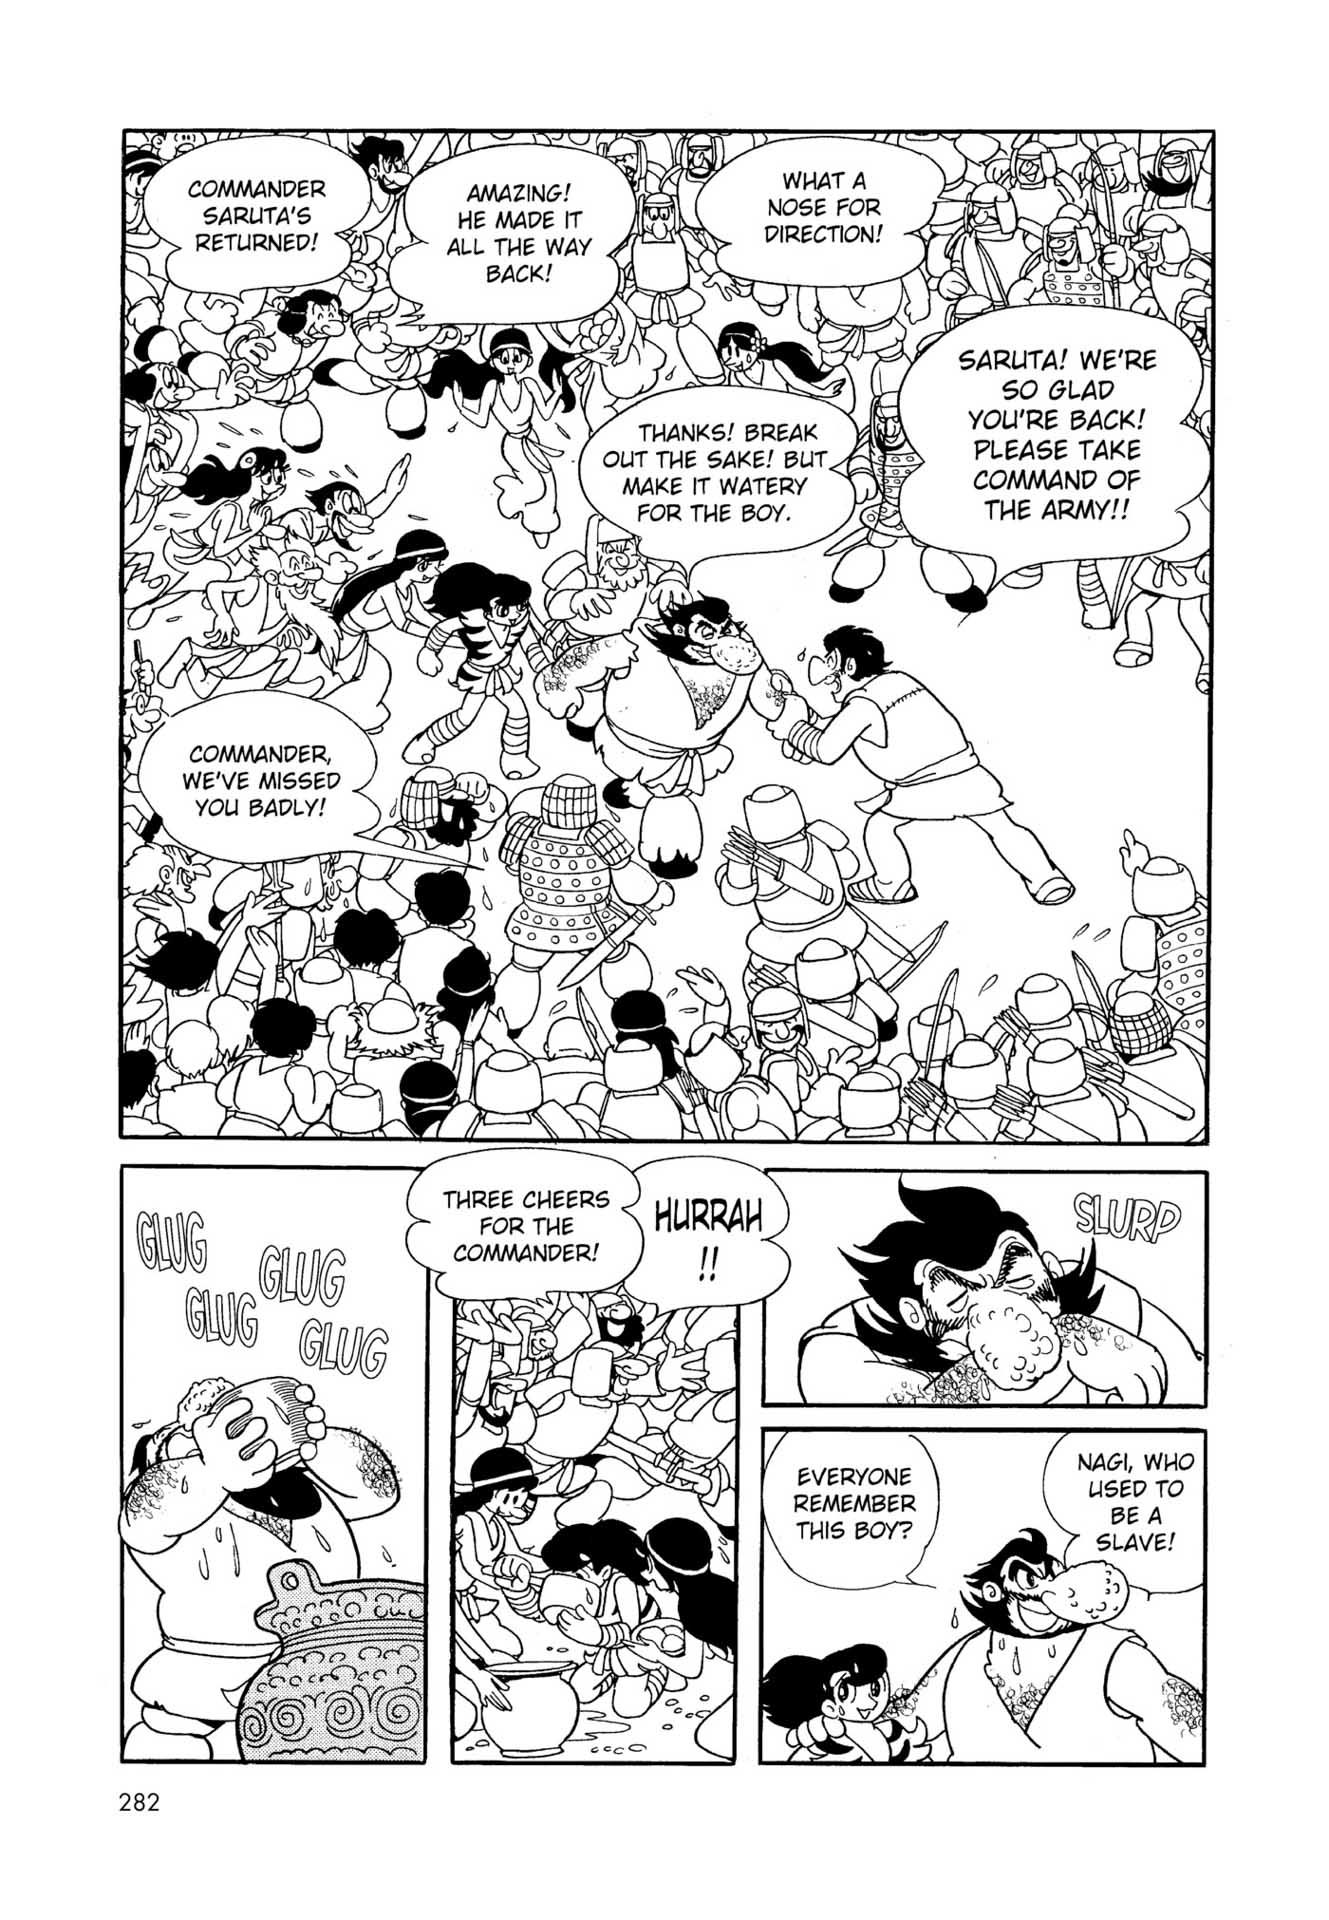 COMMANDER
SARUTA'S
RETURNED!
AMAZING!
HE MADE IT
ALL THE WAY
BACK!
WHAT A
NOSE FOR
DIRECTION!
SARUTA! WE'RE
SO GLAD
YOU'RE BACK!
PLEASE TAKE
COMMAND OF
THE ARMY!!
THANKS! BREAK
OUT THE SAKE! BUT
MAKE IT WATERY
FOR THE BOY.
COMMANDER,
WE'VE MISSED
YOU BADLY!
GLUG
GLUG
GLUG
GLUG
THREE CHEERS
FOR THE
COMMANDER!
HURRAH
!!
SLURP
EVERYONE
REMEMBER
THIS BOY?
NAGI, WHO
USED TO
BE A
SLAVE!
282